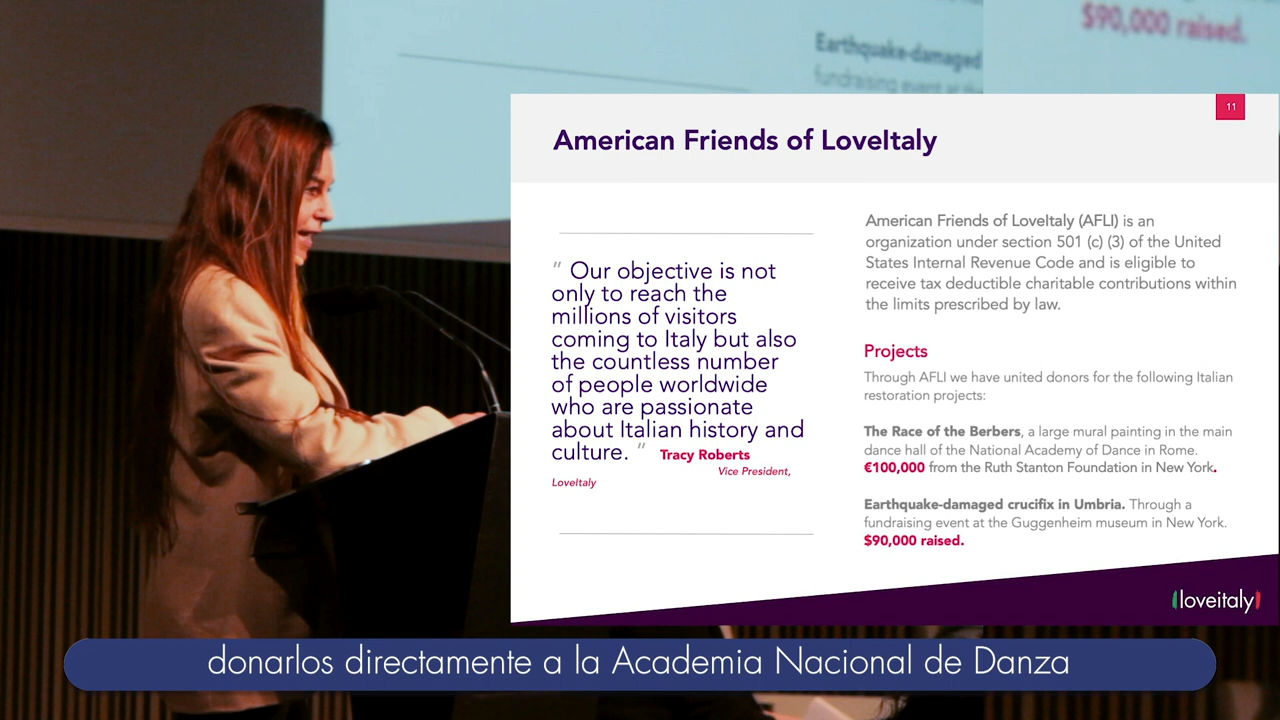 $90,000 raised.
Earthquake-damaged
fundraising event at the
11
American Friends of LoveItaly
" Our objective is not
only to reach the
millions of visitors
coming to Italy but also
the countless number
of people worldwide
who are passionate
about Italian history and
culture. " Tracy Roberts
Vice President,
LoveItaly
American Friends of LoveItaly (AFLI) is an
organization under section 501 (c) (3) of the United
States Internal Revenue Code and is eligible to
receive tax deductible charitable contributions within
the limits prescribed by law.
Projects
Through AFLI we have united donors for the following Italian
restoration projects:
The Race of the Berbers, a large mural painting in the main
dance hall of the National Academy of Dance in Rome.
€100,000 from the Ruth Stanton Foundation in New York.
Earthquake-damaged crucifix in Umbria. Through a
fundraising event at the Guggenheim museum in New York.
$90,000 raised.
loveitaly
donarlos directamente a la Academia Nacional de Danza